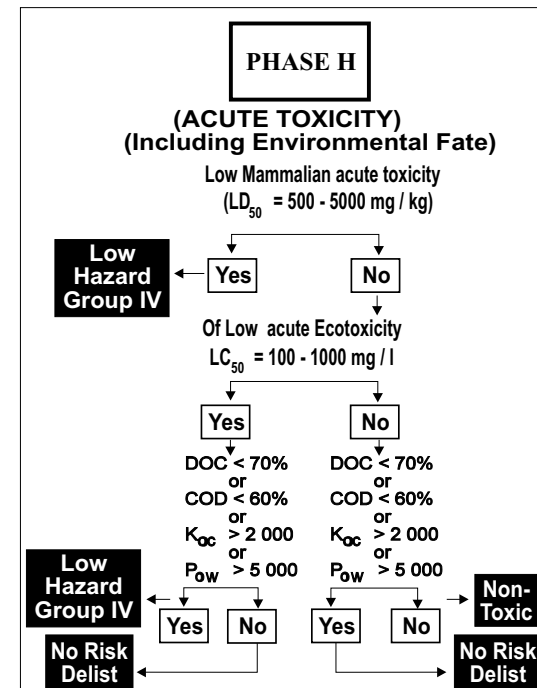 PHASE H
(ACUTE TOXICITY)
(Including Environmental Fate)
Low Mammalian acute toxicity
(LD50 = 500 - 5000 mg / kg)
Low
Hazard
Group IV
Yes
No
Of Low acute Ecotoxicity
LC50 = 100 - 1000 mg / l
Yes
No
DOC < 70%
or
COD < 60%
or
Koc > 2 000
or
Pow > 5 000
DOC < 70%
or
COD < 60%
or
Koc > 2 000
or
Pow > 5 000
Low
Hazard
Group IV
Yes
No
Yes
No
Non-
Toxic
No Risk
Delist
No Risk
Delist